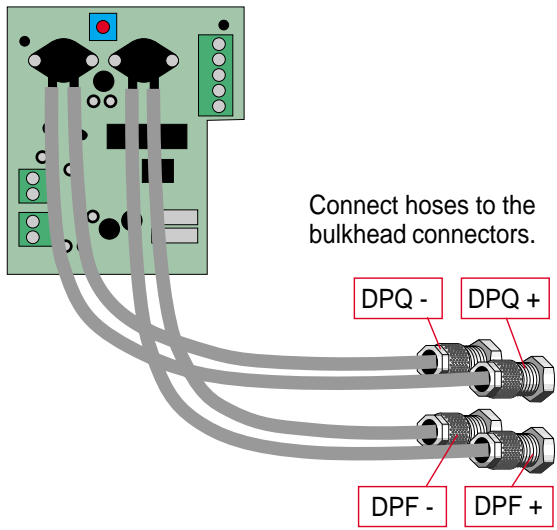 Connect hoses to the
bulkhead connectors.
DPQ -
DPQ +
DPF -
DPF +